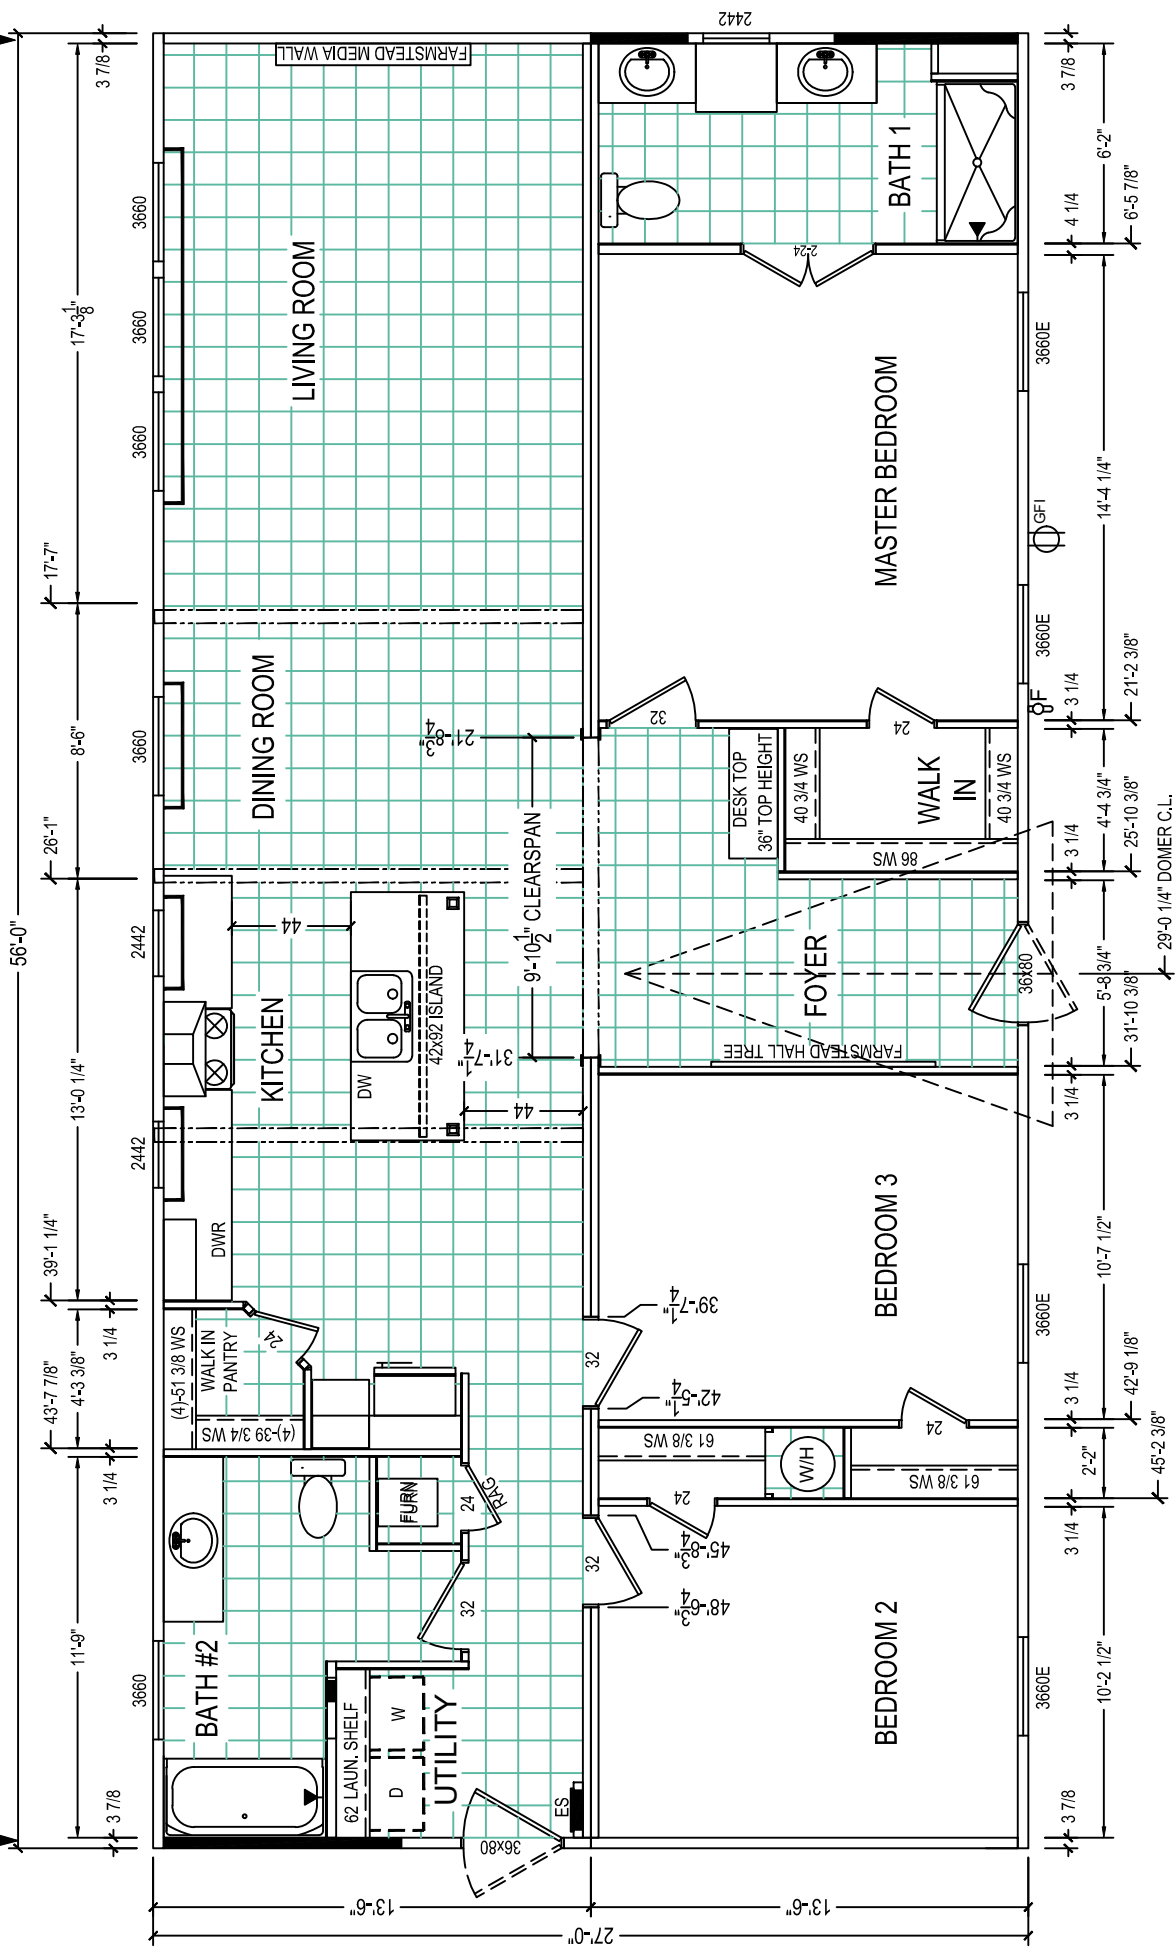 56'-0"
17'-7"
26'-1"
39'-1 1/4"
43'-7 7/8"
3 7/8
17'-3 1/8"
8'-6"
13'-0 1/4"
3 1/4
4'-3 3/8"
3 1/4
11'-9"
3 7/8
3660
3660
3660
3660
2442
2442
3660
FARMSTEAD MEDIA WALL
2442
LIVING ROOM
DINING ROOM
21'-8 3/4"
9'-10 1/2" CLEARSPAN
31'-7 1/4"
KITCHEN
44
42x92 ISLAND
DW
44
DWR
(4)-51 3/8 WS
WALK IN
PANTRY
24
(4)-39 3/4 WS
FURN
FURN
24
RAG
BATH #2
32
62 LAUN. SHELF
W
D
UTILITY
ES
36x80
BATH 1
2-24
MASTER BEDROOM
32
24
DESK TOP
36" TOP HEIGHT
40 3/4 WS
WALK
IN
40 3/4 WS
86 WS
FOYER
FARMSTEAD HALL TREE
36x80
BEDROOM 3
39'-7 1/4"
32
42'-5 1/4"
24
61 3/8 WS
W/H
61 3/8 WS
24
45'-8 3/4"
32
48'-6 3/4"
BEDROOM 2
3660E
GFI
3660E
F
3660E
3660E
3 7/8
6'-2"
4 1/4
6'-5 7/8"
14'-4 1/4"
3 1/4
21'-2 3/8"
4'-4 3/4"
3 1/4
25'-10 3/8"
29'-0 1/4" DOMER C.L.
5'-8 3/4"
31'-10 3/8"
3 1/4
10'-7 1/2"
3 1/4
42'-9 1/8"
2'-2"
45'-2 3/8"
3 1/4
10'-2 1/2"
3 7/8
13'-6"
13'-6"
27'-0"